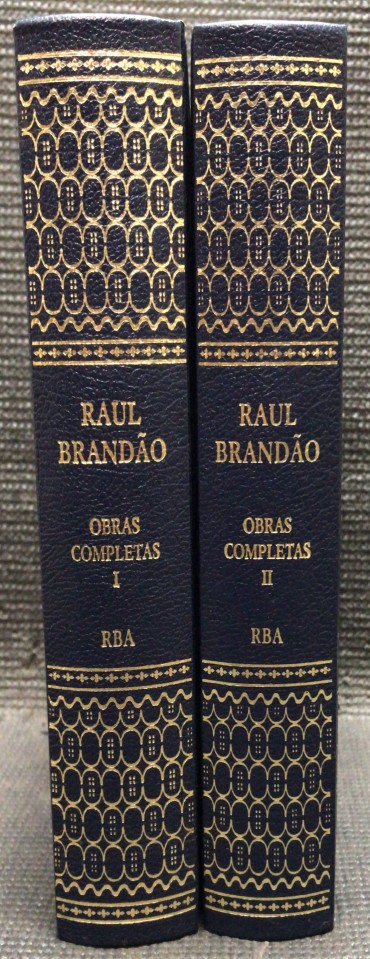 RAUL
BRANDÃO
OBRAS
COMPLETAS
I
RBA
RAUL
BRANDÃO
OBRAS
COMPLETAS
II
RBA